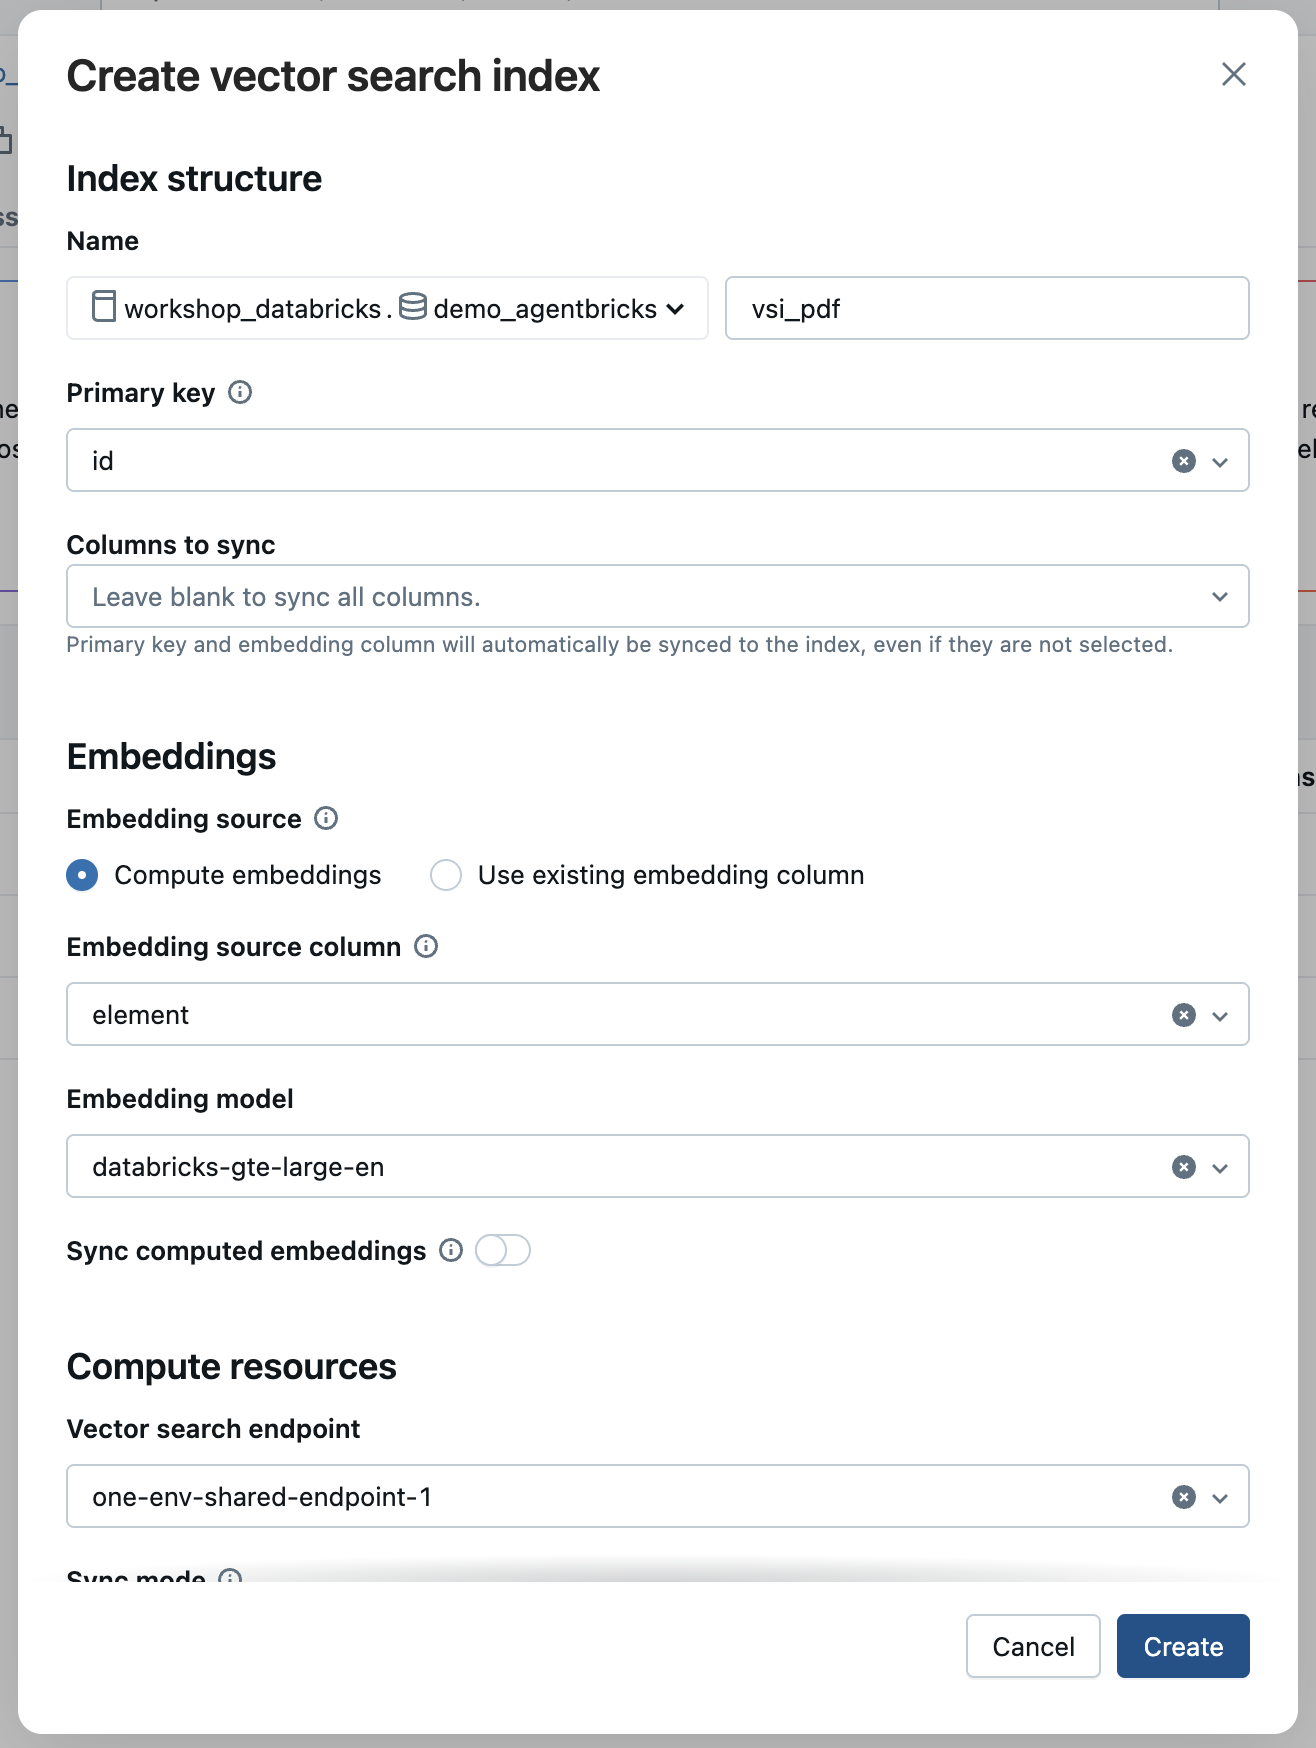 Create vector search index
Index structure
Name
workshop_databricks . demo_agentbricks
vsi_pdf
Primary key
id
Columns to sync
Leave blank to sync all columns.
Primary key and embedding column will automatically be synced to the index, even if they are not selected.
Embeddings
Embedding source
Compute embeddings
Use existing embedding column
Embedding source column
element
Embedding model
databricks-gte-large-en
Sync computed embeddings
Compute resources
Vector search endpoint
one-env-shared-endpoint-1
Sync mode
Cancel
Create